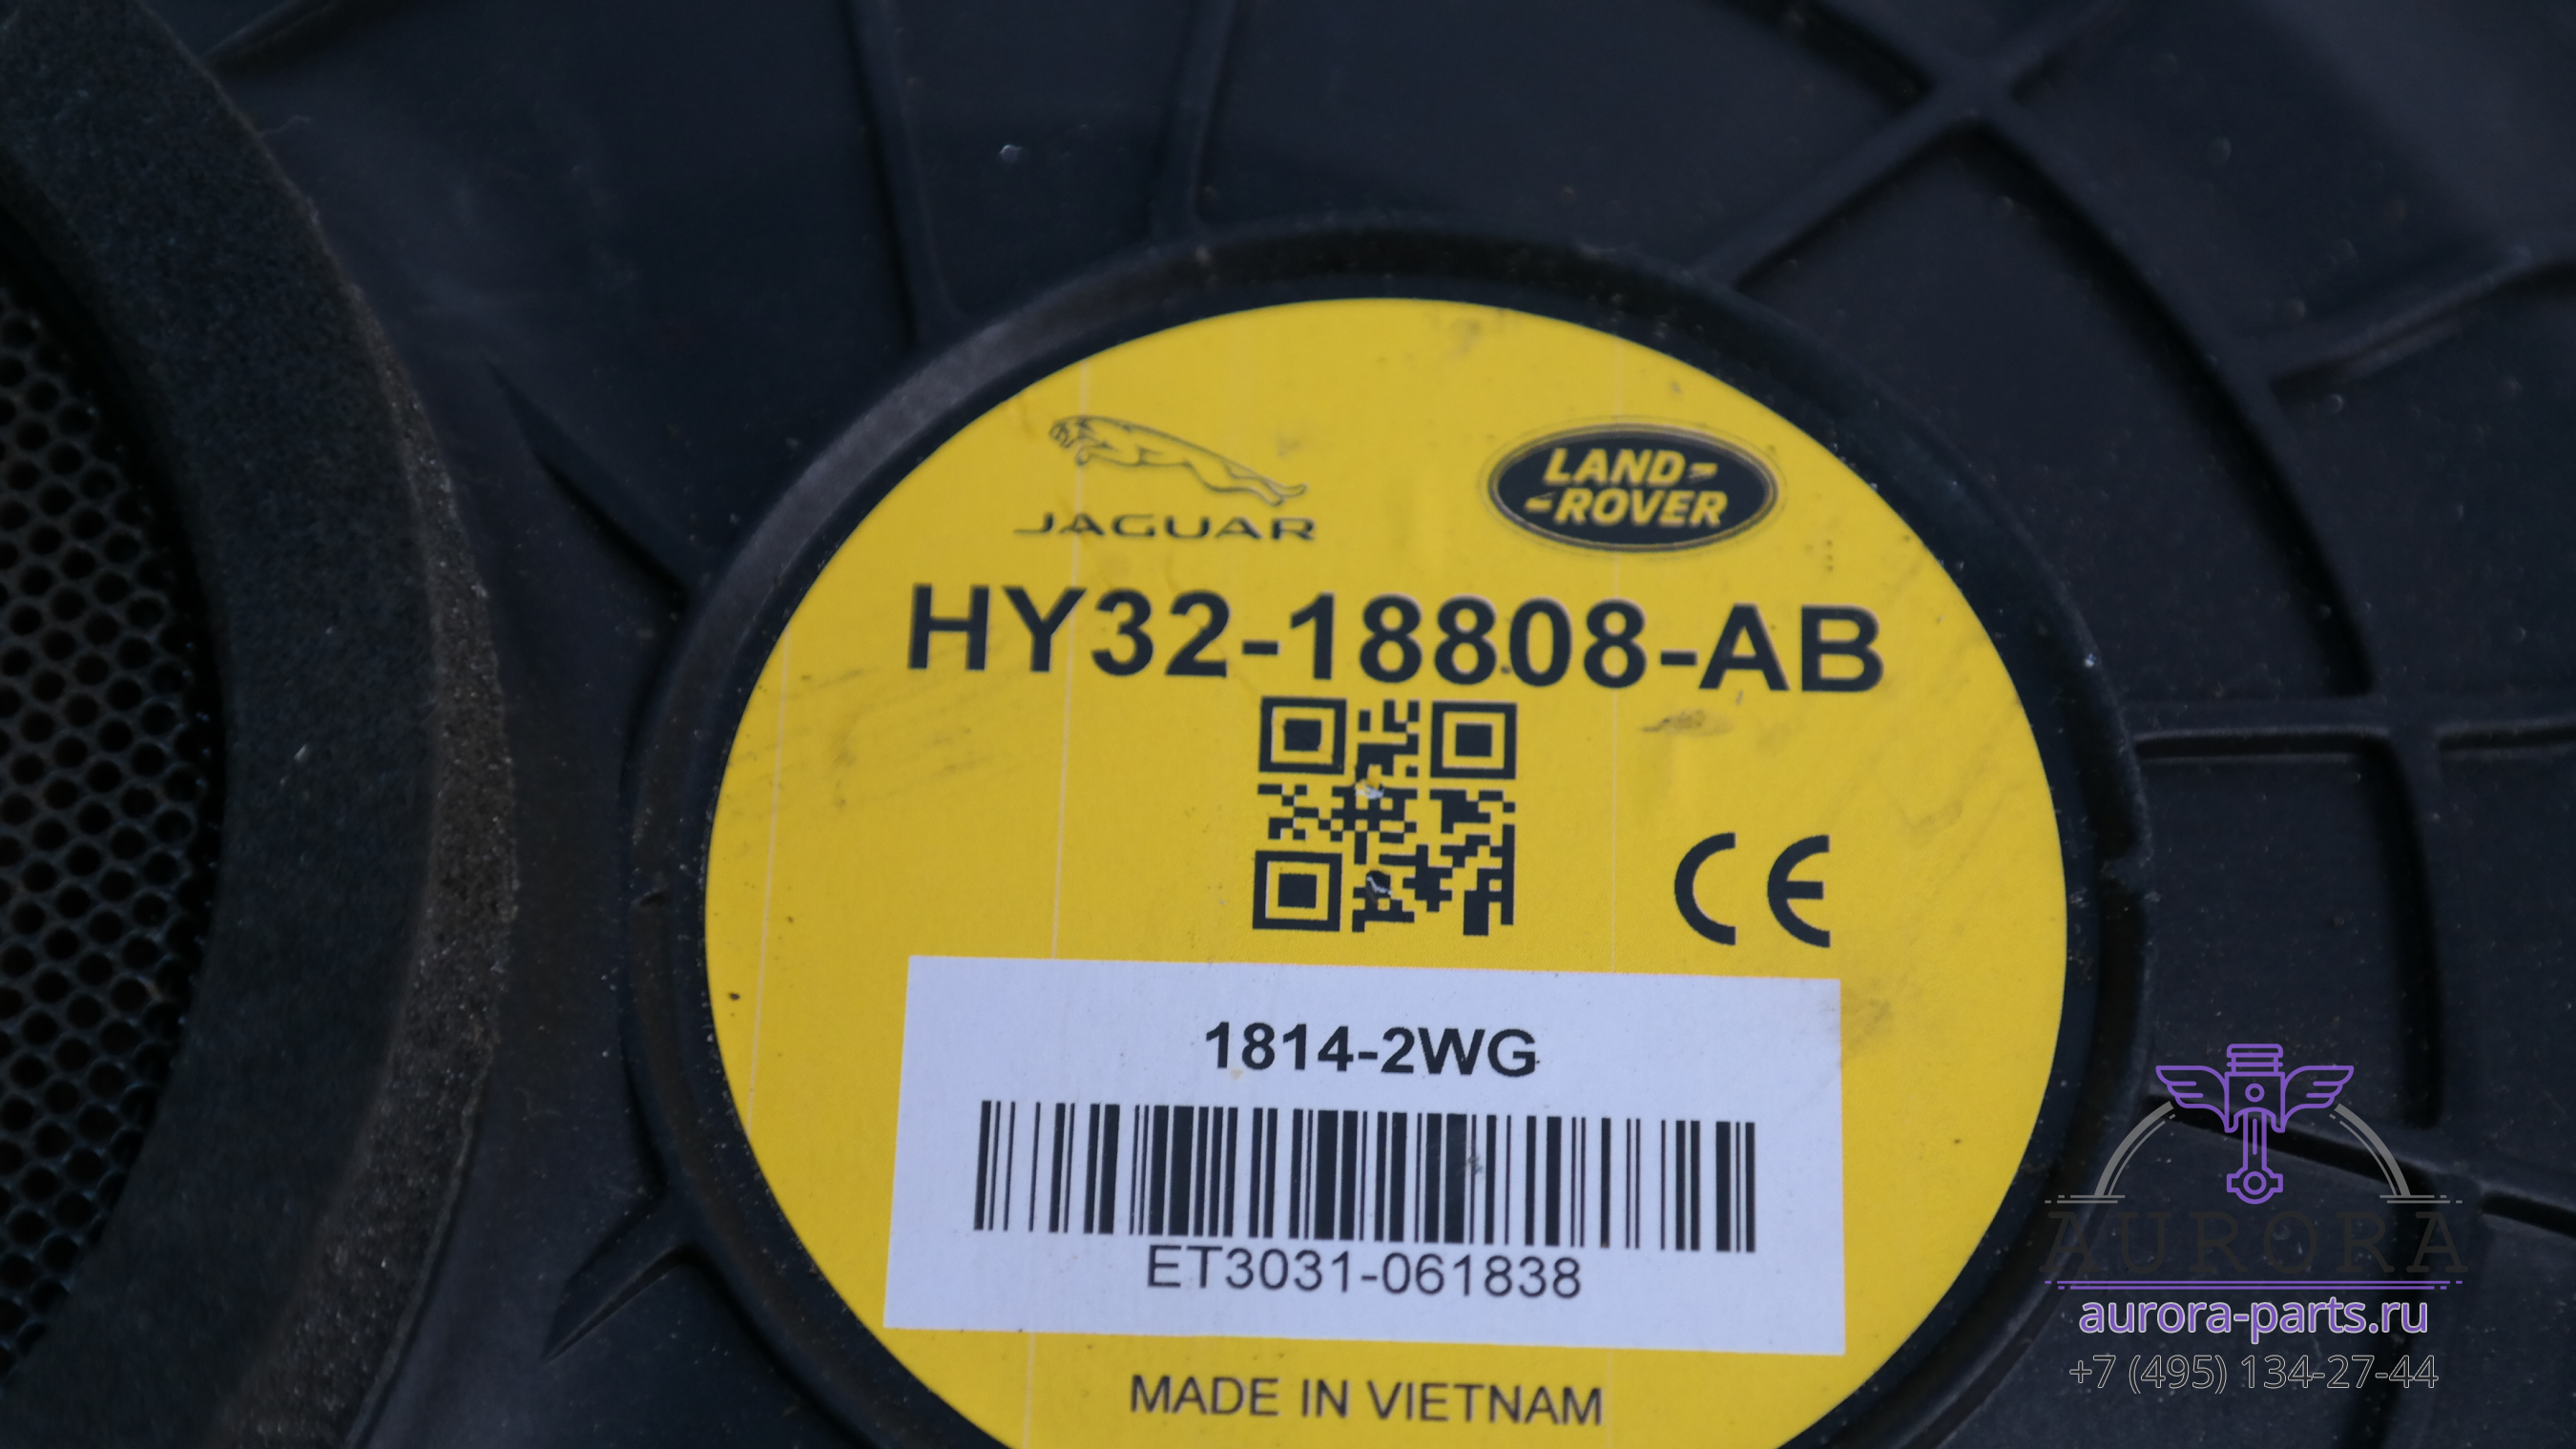 JAGUAR
LAND-
-ROVER
HY32-18808-AB
CE
1814-2WG
ET3031-061838
MADE IN VIETNAM
AURORA
aurora-parts.ru
+7 (495) 134-27-44